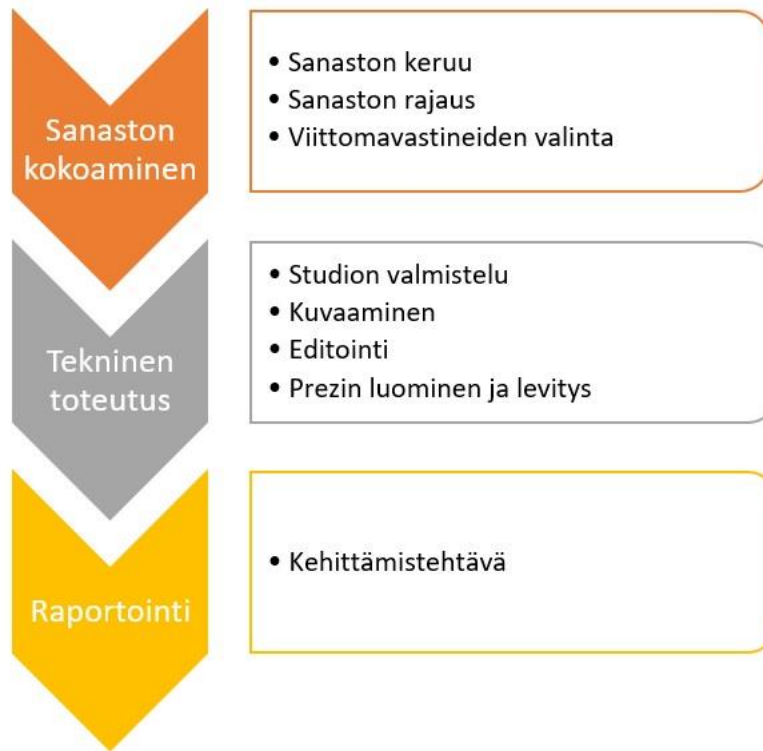 Sanaston
kokoaminen
• Sanaston keruu
• Sanaston rajaus
• Viittomavastineiden valinta
Tekninen
toteutus
• Studion valmistelu
• Kuvaaminen
• Editointi
• Prezin luominen ja levitys
Raportointi
• Kehittämistehtävä